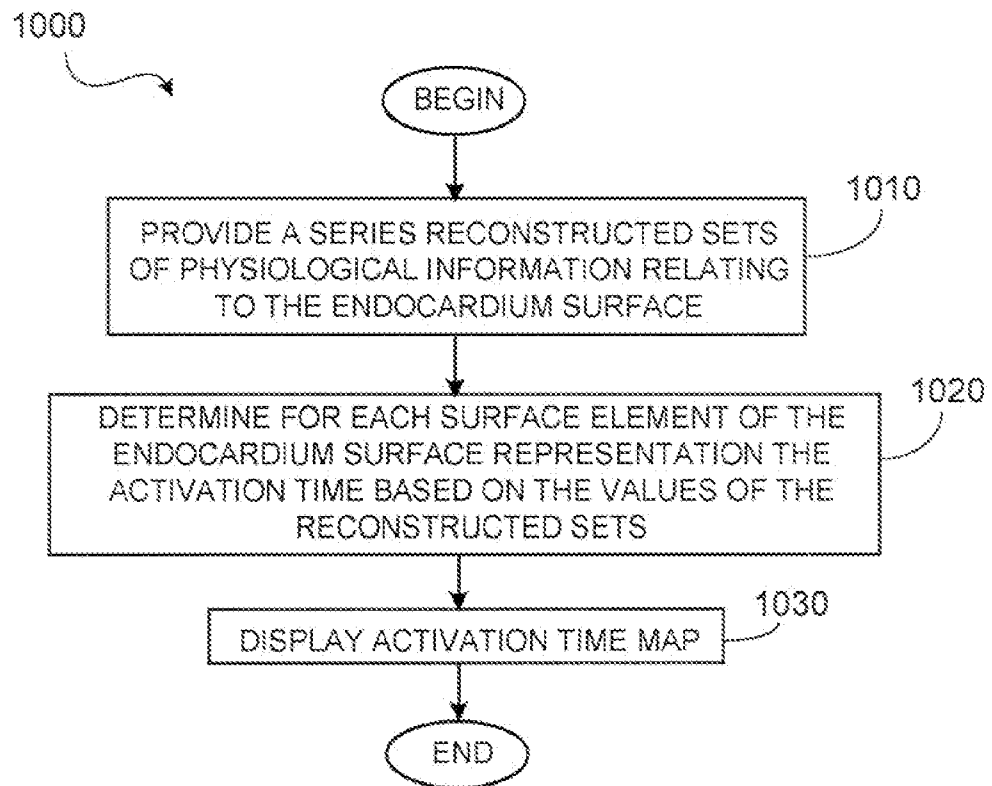 1000
BEGIN
1010
PROVIDE A SERIES RECONSTRUCTED SETS
OF PHYSIOLOGICAL INFORMATION RELATING
TO THE ENDOCARDIUM SURFACE
1020
DETERMINE FOR EACH SURFACE ELEMENT OF THE
ENDOCARDIUM SURFACE REPRESENTATION THE
ACTIVATION TIME BASED ON THE VALUES OF THE
RECONSTRUCTED SETS
1030
DISPLAY ACTIVATION TIME MAP
END